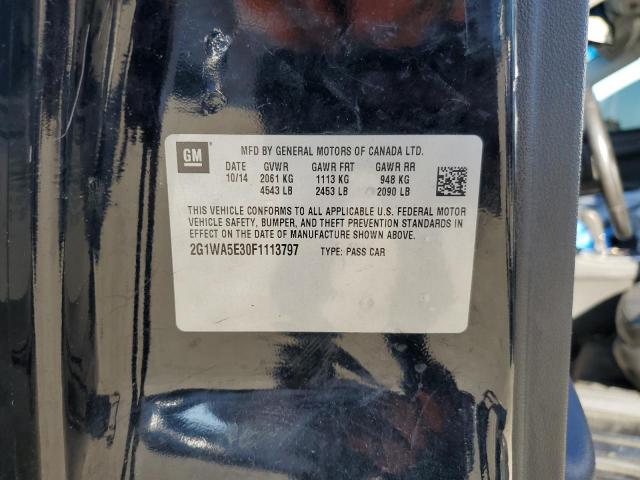 GM
MFD BY GENERAL MOTORS OF CANADA LTD.
DATE GVWR GAWR FRT GAWR RR
10/14 2061 KG 1113 KG 948 KG
4543 LB 2453 LB 2090 LB
THIS VEHICLE CONFORMS TO ALL APPLICABLE U.S. FEDERAL MOTOR
VEHICLE SAFETY, BUMPER, AND THEFT PREVENTION STANDARDS IN
EFFECT ON THE DATE OF MANUFACTURE SHOWN ABOVE.
2G1WA5E30F1113797 TYPE: PASS CAR